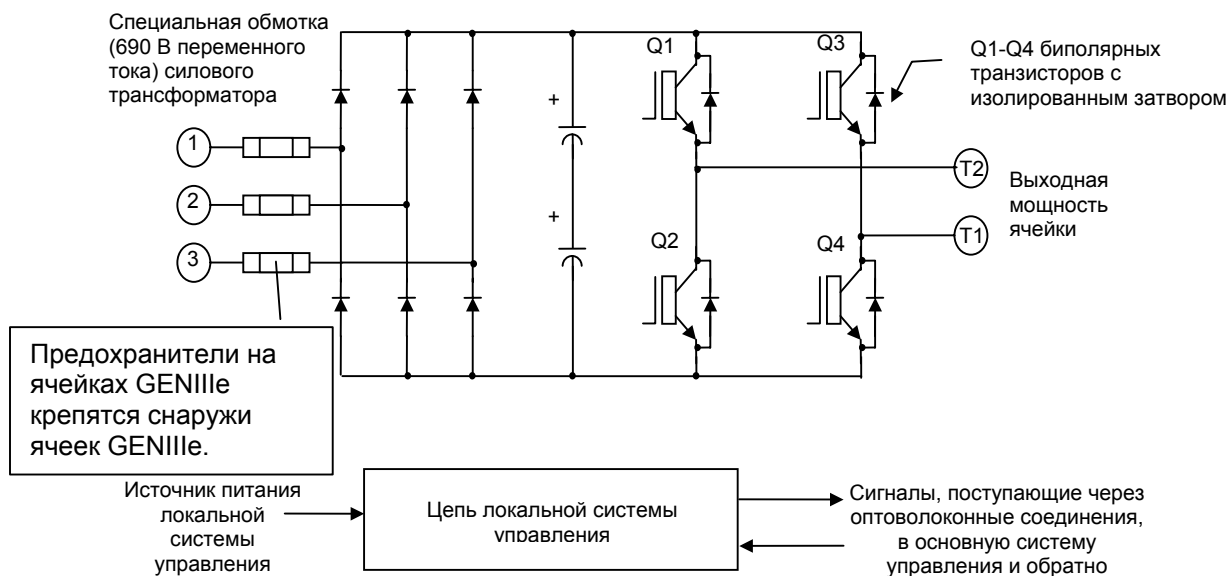 Специальная обмотка
(690 В переменного
тока) силового
трансформатора
Q1
Q3
Q1-Q4 биполярных
транзисторов с
изолированным затвором
+
1
2
T2
Выходная
мощность
ячейки
+
T1
3
Q2
Q4
Предохранители на
ячейках GENIIIe
крепятся снаружи
ячеек GENIIIe.
Источник питания
локальной
системы
управления
Цепь локальной системы
управления
Сигналы, поступающие через
оптоволоконные соединения,
в основную систему
управления и обратно